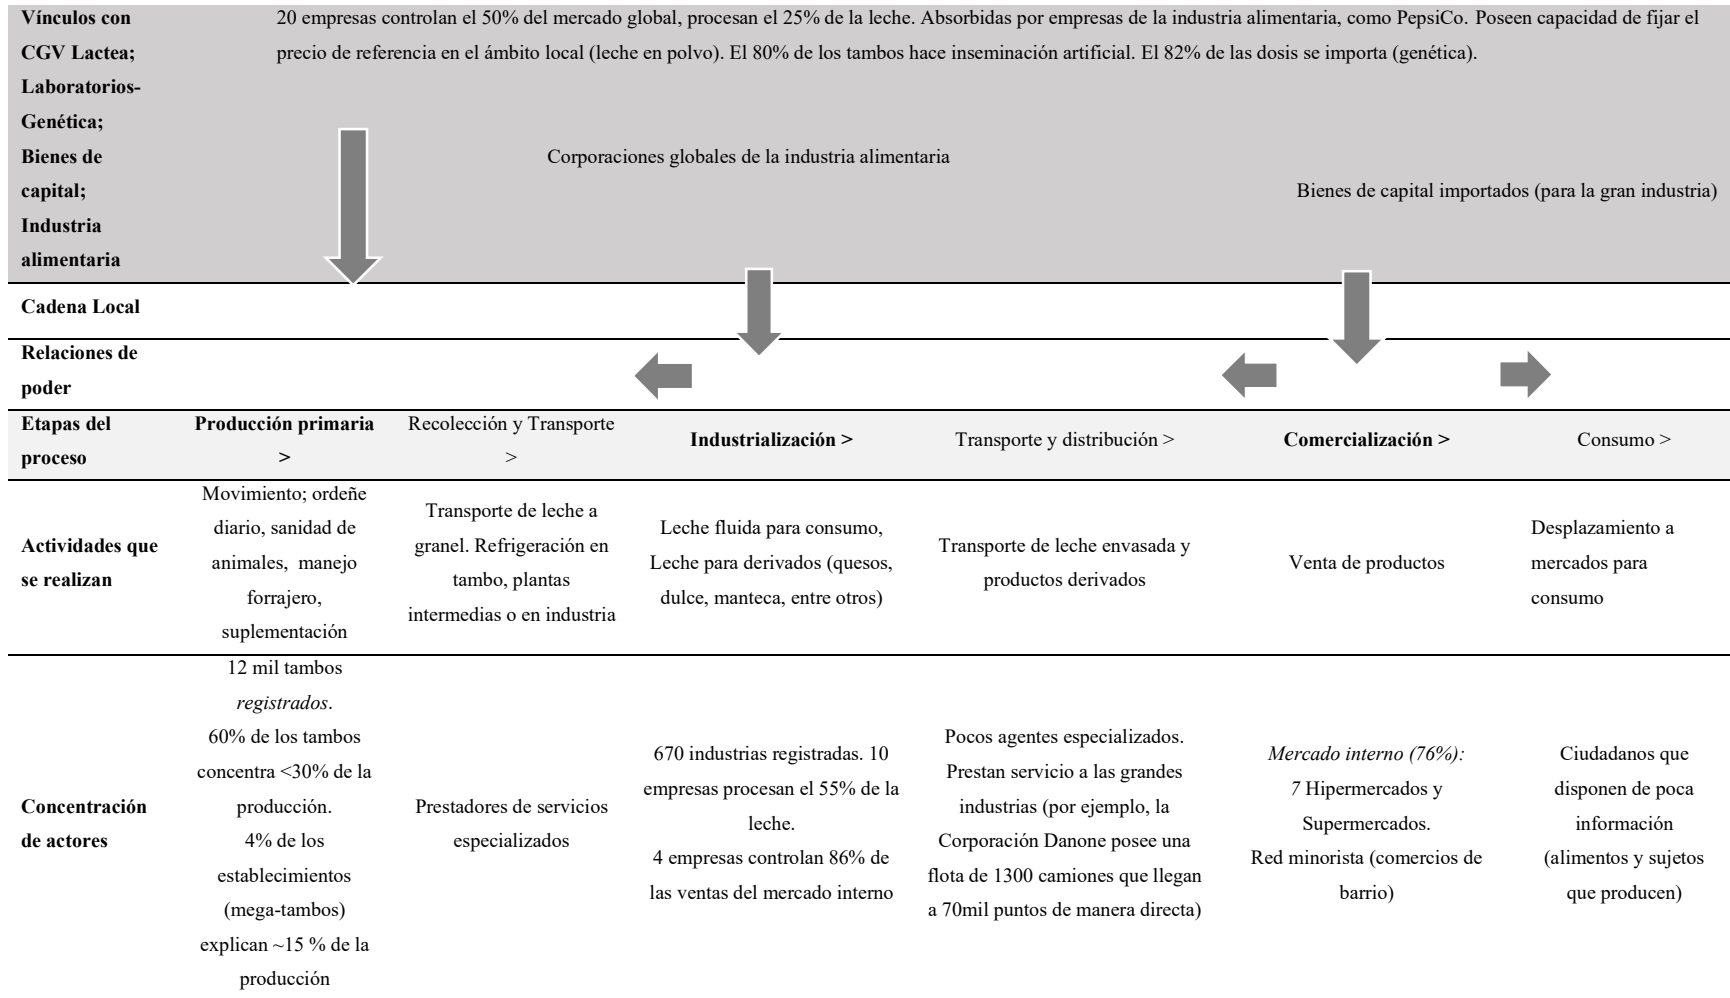 Vínculos con
CGV Lactea;
Laboratorios-
Genética;
Bienes de
capital;
Industria
alimentaria
20 empresas controlan el 50% del mercado global, procesan el 25% de la leche. Absorbidas por empresas de la industria alimentaria, como PepsiCo. Poseen capacidad de fijar el
precio de referencia en el ámbito local (leche en polvo). El 80% de los tambos hace inseminación artificial. El 82% de las dosis se importa (genética).
Corporaciones globales de la industria alimentaria
Bienes de capital importados (para la gran industria)
Cadena Local
Relaciones de
poder
Etapas del
proceso
Producción primaria
>
Recolección y Transporte
>
Industrialización >
Transporte y distribución >
Comercialización >
Consumo >
Actividades que
se realizan
Movimiento; ordeñe
diario, sanidad de
animales, manejo
forrajero,
suplementación
Transporte de leche a
granel. Refrigeración en
tambo, plantas
intermedias o en industria
Leche fluida para consumo,
Leche para derivados (quesos,
dulce, manteca, entre otros)
Transporte de leche envasada y
productos derivados
Venta de productos
Desplazamiento a
mercados para
consumo
Concentración
de actores
12 mil tambos
registrados.
60% de los tambos
concentra <30% de la
producción.
4% de los
establecimientos
(mega-tambos)
explican ~15 % de la
producción
Prestadores de servicios
especializados
670 industrias registradas. 10
empresas procesan el 55% de la
leche.
4 empresas controlan 86% de
las ventas del mercado interno
Pocos agentes especializados.
Prestan servicio a las grandes
industrias (por ejemplo, la
Corporación Danone posee una
flota de 1300 camiones que llegan
a 70mil puntos de manera directa)
Mercado interno (76%):
7 Hipermercados y
Supermercados.
Red minorista (comercios de
barrio)
Ciudadanos que
disponen de poca
información
(alimentos y sujetos
que producen)